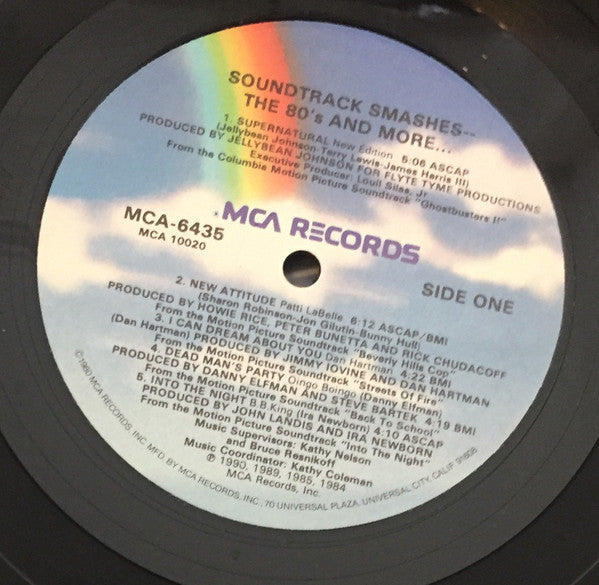 SOUNDTRACK SMASHES--
THE 80's AND MORE...
1. SUPERNATURAL New Edition 5:06 ASCAP
(Jellybean Johnson-Terry Lewis-James Harris III)
PRODUCED BY JELLYBEAN JOHNSON FOR FLYTE TYME PRODUCTIONS
Executive Producer: Louil Silas, Jr.
From the Columbia Motion Picture Soundtrack "Ghostbusters II"
MCA RECORDS
MCA-6435
MCA 10020
SIDE ONE
2. NEW ATTITUDE Patti LaBelle 6:12 ASCAP/BMI
(Sharon Robinson-Jon Gilutin-Bunny Hull)
PRODUCED BY HOWIE RICE, PETER BUNETTA AND RICK CHUDACOFF
From the Motion Picture Soundtrack "Beverly Hills Cop"
3. I CAN DREAM ABOUT YOU Dan Hartman 4:32 BMI
(Dan Hartman) PRODUCED BY JIMMY IOVINE AND DAN HARTMAN
From the Motion Picture Soundtrack "Streets Of Fire"
4. DEAD MAN'S PARTY Oingo Boingo (Danny Elfman)
PRODUCED BY DANNY ELFMAN AND STEVE BARTEK 4:19 BMI
From the Motion Picture Soundtrack "Back To School"
5. INTO THE NIGHT B.B. King (Ira Newborn) 4:10 ASCAP
PRODUCED BY JOHN LANDIS AND IRA NEWBORN
From the Motion Picture Soundtrack "Into The Night"
Music Supervisors: Kathy Nelson
and Bruce Resnikoff
Music Coordinator: Kathy Coleman
℗ 1990, 1989, 1985, 1984
MCA Records, Inc.
©1980 MCA RECORDS, INC. MFD BY MCA RECORDS, INC., 70 UNIVERSAL PLAZA, UNIVERSAL CITY, CALIF. 91608